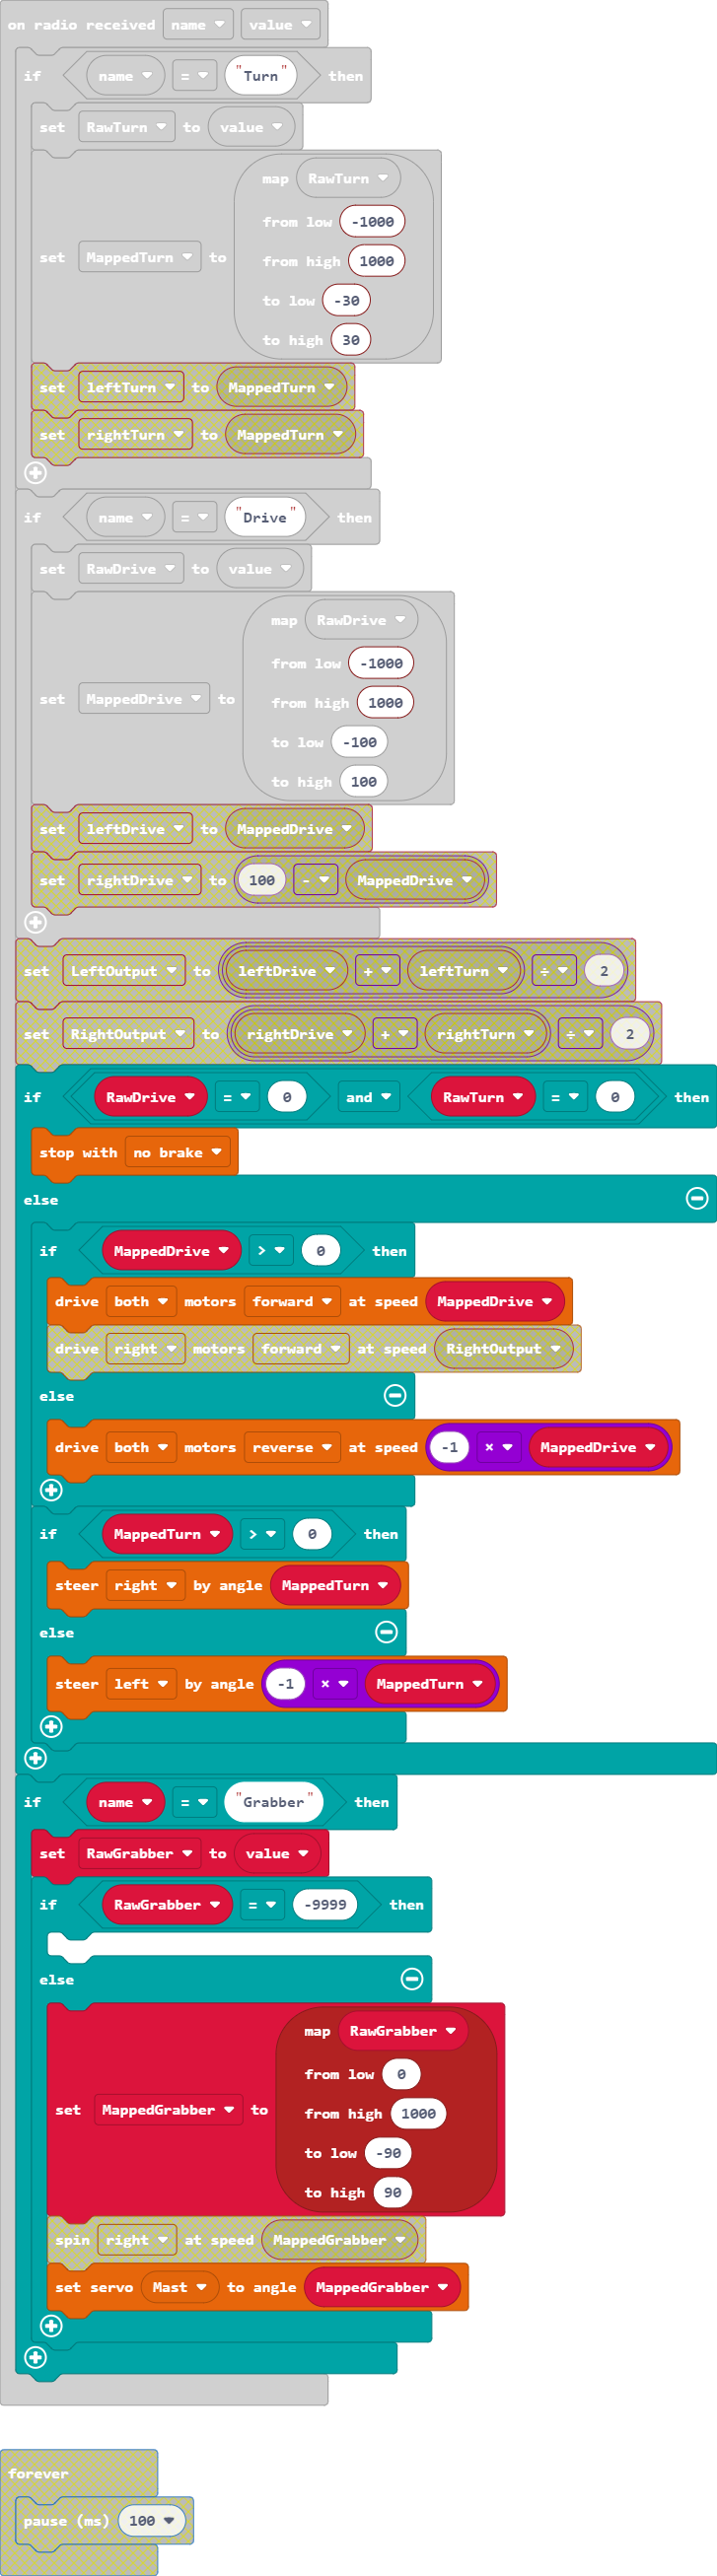 on radio received name value
if name = "Turn" then
set RawTurn to value
map RawTurn
from low -1000
from high 1000
set MappedTurn to
to low -30
to high 30
set leftTurn to MappedTurn
set rightTurn to MappedTurn
if name = "Drive" then
set RawDrive to value
map RawDrive
from low -1000
set MappedDrive to
from high 1000
to low -100
to high 100
set leftDrive to MappedDrive
set rightDrive to 100 - MappedDrive
set LeftOutput to leftDrive + leftTurn ÷ 2
set RightOutput to rightDrive + rightTurn ÷ 2
if RawDrive = 0 and RawTurn = 0 then
stop with no brake
else
if MappedDrive > 0 then
drive both motors forward at speed MappedDrive
drive right motors forward at speed RightOutput
else
drive both motors reverse at speed -1 × MappedDrive
if MappedTurn > 0 then
steer right by angle MappedTurn
else
steer left by angle -1 × MappedTurn
if name = "Grabber" then
set RawGrabber to value
if RawGrabber = -9999 then
else
map RawGrabber
from low 0
set MappedGrabber to
from high 1000
to low -90
to high 90
spin right at speed MappedGrabber
set servo Mast to angle MappedGrabber
forever
pause (ms) 100